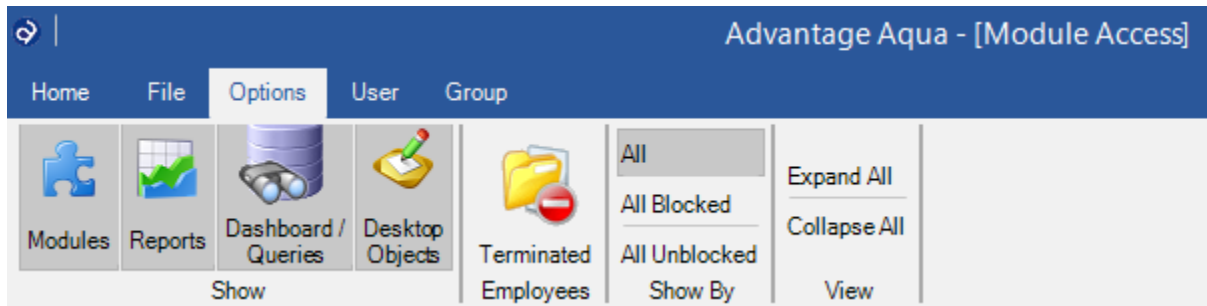 Advantage Aqua - [Module Access]
Home File Options User Group
Modules Reports Dashboard / Queries Desktop Objects
Show
Terminated
Employees
All
All Blocked
All Unblocked
Show By
Expand All
Collapse All
View